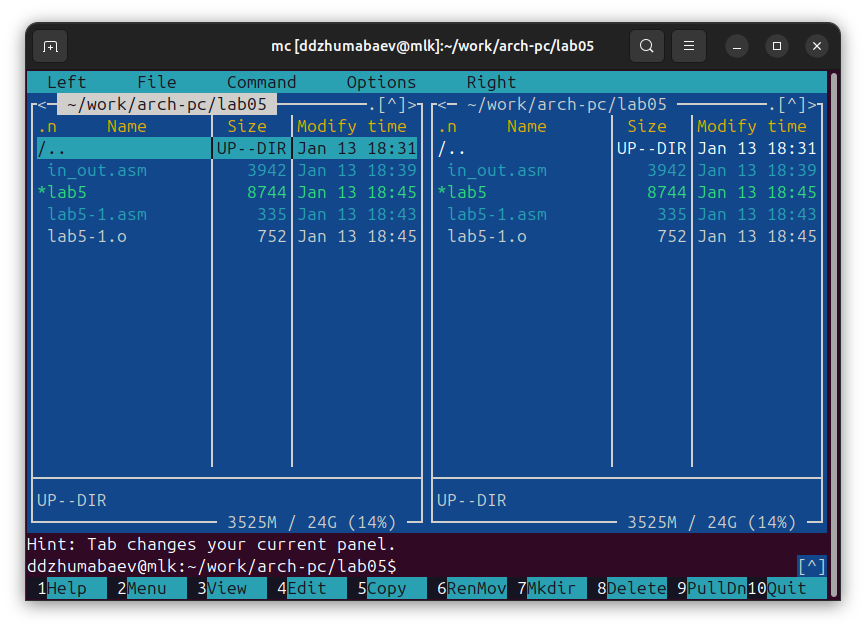 mc [ddzhumabaev@mlk]:~/work/arch-pc/lab05
Left File Command Options Right
<─ ~/work/arch-pc/lab05 ─.[^]> <─ ~/work/arch-pc/lab05 ─.[^]>
.n Name Size Modify time .n Name Size Modify time
/.. UP--DIR Jan 13 18:31 /.. UP--DIR Jan 13 18:31
in_out.asm 3942 Jan 13 18:39 in_out.asm 3942 Jan 13 18:39
*lab5 8744 Jan 13 18:45 *lab5 8744 Jan 13 18:45
lab5-1.asm 335 Jan 13 18:43 lab5-1.asm 335 Jan 13 18:43
lab5-1.o 752 Jan 13 18:45 lab5-1.o 752 Jan 13 18:45
UP--DIR UP--DIR
3525M / 24G (14%) 3525M / 24G (14%)
Hint: Tab changes your current panel.
ddzhumabaev@mlk:~/work/arch-pc/lab05$ [^]
1Help 2Menu 3View 4Edit 5Copy 6RenMov 7Mkdir 8Delete 9PullDn 10Quit